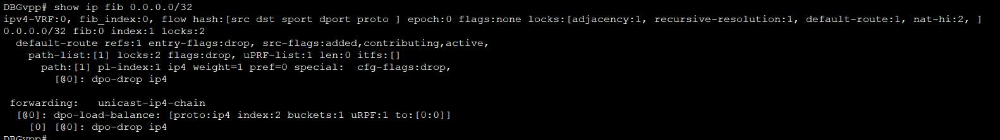 DBGvpp# show ip fib 0.0.0.0/32
ipv4-VRF:0, fib_index:0, flow hash:[src dst sport dport proto ] epoch:0 flags:none locks:[adjacency:1, recursive-resolution:1, default-route:1, nat-hi:2, ]
0.0.0.0/32 fib:0 index:1 locks:2
  default-route refs:1 entry-flags:drop, src-flags:added,contributing,active,
    path-list:[1] locks:2 flags:drop, uPRF-list:1 len:0 itfs:[]
      path:[1] pl-index:1 ip4 weight=1 pref=0 special:  cfg-flags:drop,
        [@0]: dpo-drop ip4
 forwarding:   unicast-ip4-chain
  [@0]: dpo-load-balance: [proto:ip4 index:2 buckets:1 uRPF:1 to:[0:0]]
    [0] [@0]: dpo-drop ip4
DBGvpp#